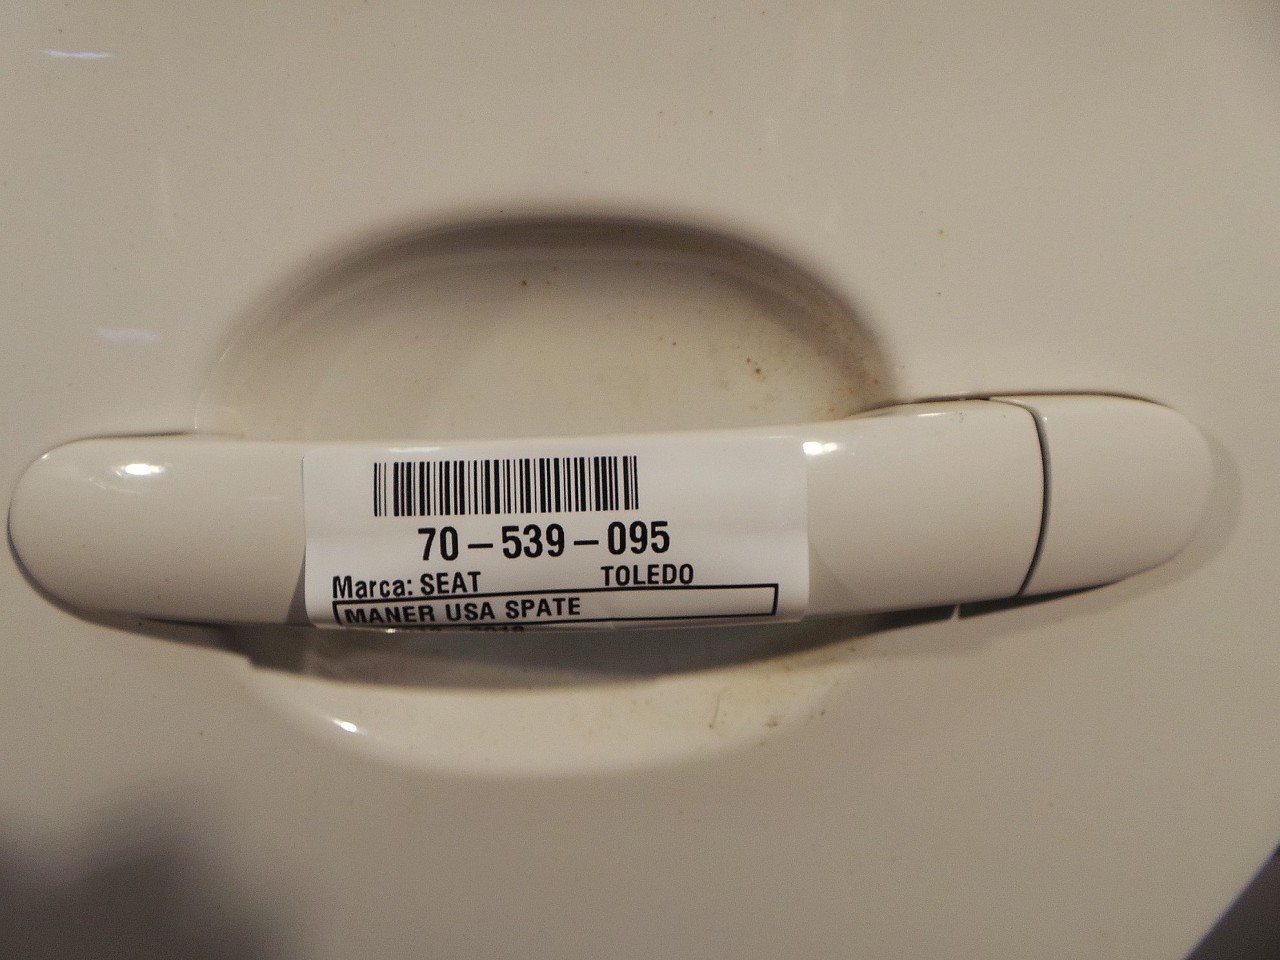 70-539-095
Marca: SEAT TOLEDO
MANER USA SPATE